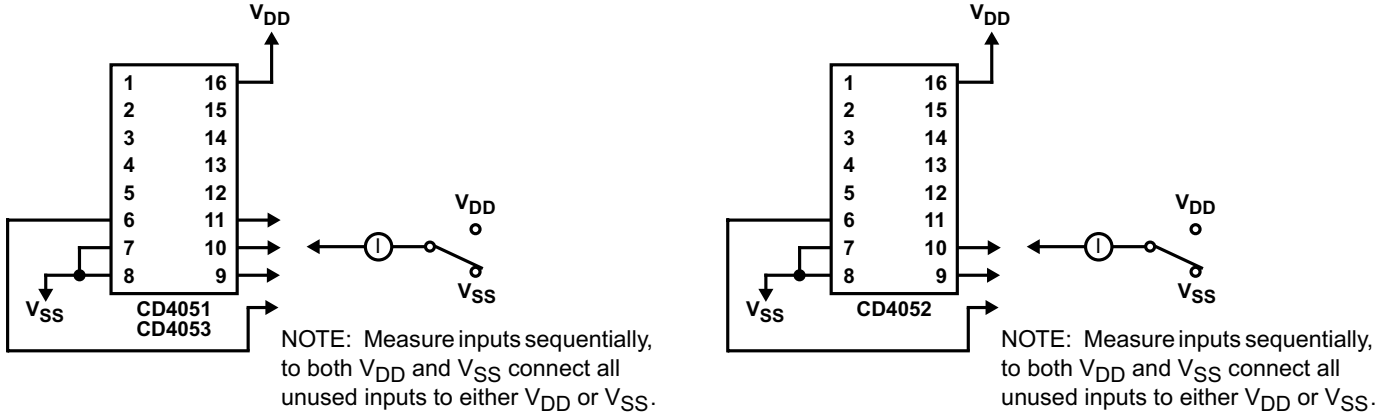 VDD
1 16
2 15
3 14
4 13
5 12
6 11
7 10
8 9
VSS
CD4051
CD4053
I
VDD
VSS
NOTE: Measure inputs sequentially,
to both VDD and VSS connect all
unused inputs to either VDD or VSS.
VDD
1 16
2 15
3 14
4 13
5 12
6 11
7 10
8 9
VSS
CD4052
I
VDD
VSS
NOTE: Measure inputs sequentially,
to both VDD and VSS connect all
unused inputs to either VDD or VSS.